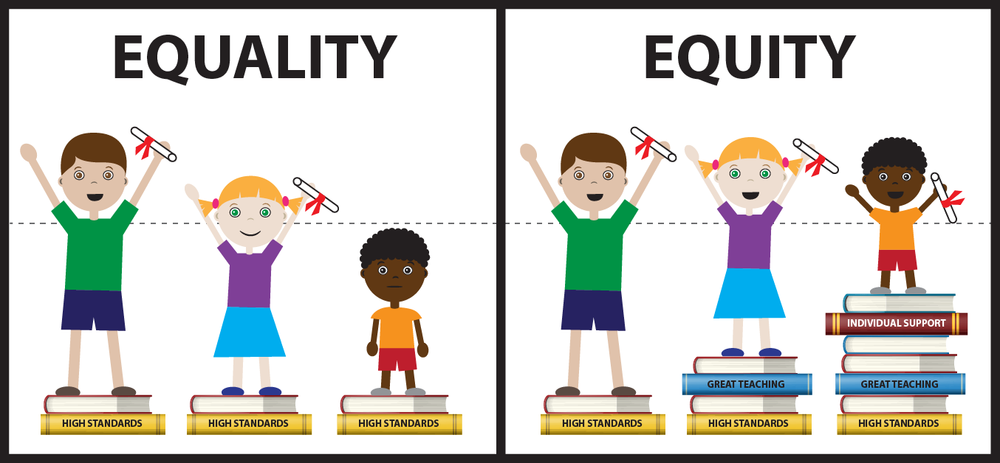 EQUALITY
HIGH STANDARDS
HIGH STANDARDS
HIGH STANDARDS
EQUITY
HIGH STANDARDS
GREAT TEACHING
HIGH STANDARDS
INDIVIDUAL SUPPORT
GREAT TEACHING
HIGH STANDARDS